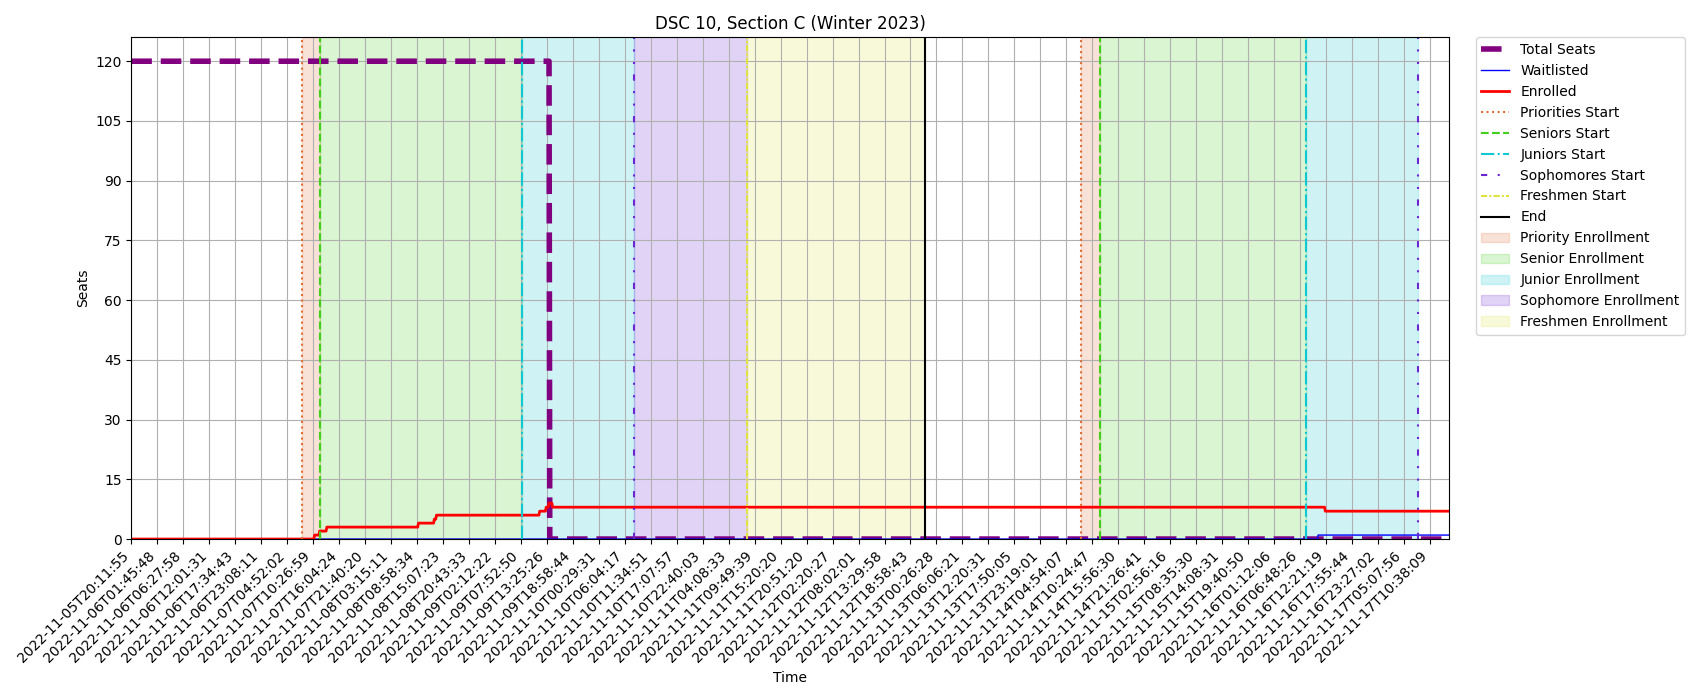 DSC 10, Section C (Winter 2023)
Seats
120
105
90
75
60
45
30
15
0
2022-11-05T20:11:55
2022-11-06T01:45:48
2022-11-06T06:27:58
2022-11-06T12:01:31
2022-11-06T17:34:43
2022-11-06T23:08:11
2022-11-07T04:52:02
2022-11-07T10:26:59
2022-11-07T16:04:24
2022-11-07T21:40:20
2022-11-08T03:15:11
2022-11-08T08:58:34
2022-11-08T15:07:23
2022-11-08T20:43:33
2022-11-09T02:12:22
2022-11-09T07:52:50
2022-11-09T13:25:26
2022-11-09T18:58:44
2022-11-10T00:29:31
2022-11-10T06:04:17
2022-11-10T11:34:51
2022-11-10T17:07:57
2022-11-10T22:40:03
2022-11-11T04:08:33
2022-11-11T09:49:39
2022-11-11T15:20:20
2022-11-11T20:51:20
2022-11-12T02:20:27
2022-11-12T08:02:01
2022-11-12T13:29:58
2022-11-12T18:58:43
2022-11-13T00:26:28
2022-11-13T06:06:21
2022-11-13T12:20:31
2022-11-13T17:50:05
2022-11-13T23:19:01
2022-11-14T04:54:07
2022-11-14T10:24:47
2022-11-14T15:56:30
2022-11-14T21:26:41
2022-11-15T02:56:16
2022-11-15T08:35:30
2022-11-15T14:08:31
2022-11-15T19:40:50
2022-11-16T01:12:06
2022-11-16T06:48:26
2022-11-16T12:21:19
2022-11-16T17:55:44
2022-11-16T23:27:02
2022-11-17T05:07:56
2022-11-17T10:38:09
Time
Total Seats
Waitlisted
Enrolled
Priorities Start
Seniors Start
Juniors Start
Sophomores Start
Freshmen Start
End
Priority Enrollment
Senior Enrollment
Junior Enrollment
Sophomore Enrollment
Freshmen Enrollment